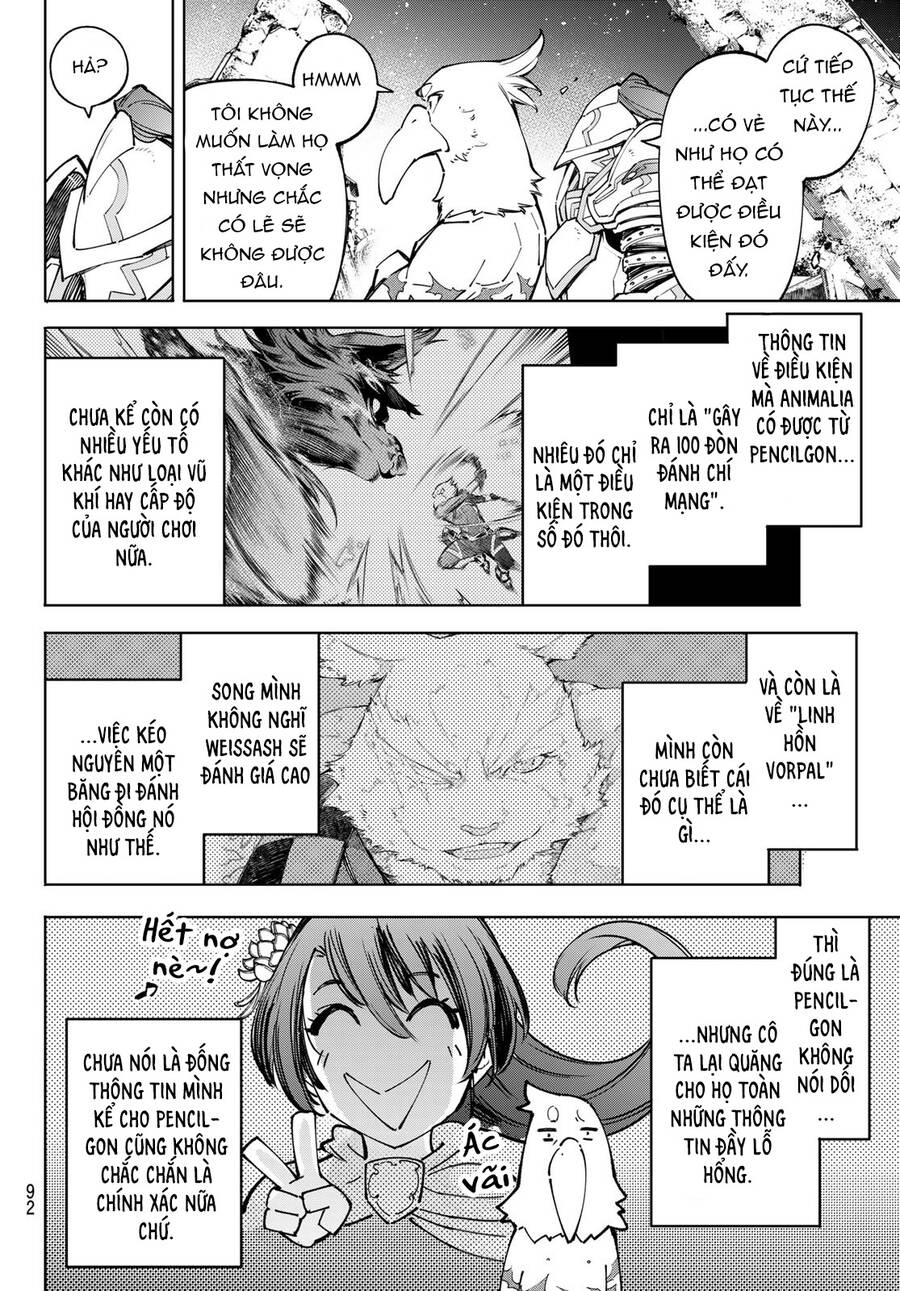 CỨ TIẾP
TỤC THẾ
NÀY...
...CÓ VẺ
NHƯ HỌ CÓ
THỂ ĐẠT
ĐƯỢC ĐIỀU
KIỆN ĐÓ
ĐẤY.
HMMM
TÔI KHÔNG
MUỐN LÀM HỌ
THẤT VỌNG
NHƯNG CHẮC
CÓ LẼ SẼ
KHÔNG ĐƯỢC
ĐÂU.
HẢ?
THÔNG TIN
VỀ ĐIỀU KIỆN
MÀ ANIMALIA
CÓ ĐƯỢC TỪ
PENCILGON...
CHỈ LÀ "GÂY
RA 100 ĐÒN
ĐÁNH CHÍ
MẠNG".
NHIÊU ĐÓ CHỈ
LÀ MỘT ĐIỀU
KIỆN TRONG
SỐ ĐÓ THÔI.
CHƯA KỂ CÒN CÓ
NHIỀU YẾU TỐ
KHÁC NHƯ LOẠI VŨ
KHÍ HAY CẤP ĐỘ
CỦA NGƯỜI CHƠI
NỮA.
VÀ CÒN LÀ
VỀ "LINH
HỒN
VORPAL"
...
MÌNH CÒN
CHƯA BIẾT CÁI
ĐÓ CỤ THỂ LÀ
GÌ...
SONG MÌNH
KHÔNG NGHĨ
WEISSASH SẼ
ĐÁNH GIÁ CAO
...VIỆC KÉO
NGUYÊN MỘT
BĂNG ĐI ĐÁNH
HỘI ĐỒNG NÓ
NHƯ THẾ.
THÌ
ĐÚNG LÀ
PENCIL-
GON
KHÔNG
NÓI DỐI
...
...NHƯNG CÔ
TA LẠI QUĂNG
CHO HỌ TOÀN
NHỮNG THÔNG
TIN ĐẦY LỖ
HỔNG.
Hết nợ
nè~!
♪
Ác
vãi
CHƯA NÓI LÀ ĐỐNG
THÔNG TIN MÌNH
KỂ CHO PENCIL-
GON CŨNG KHÔNG
CHẮC CHẮN LÀ
CHÍNH XÁC NỮA
CHỨ.
92